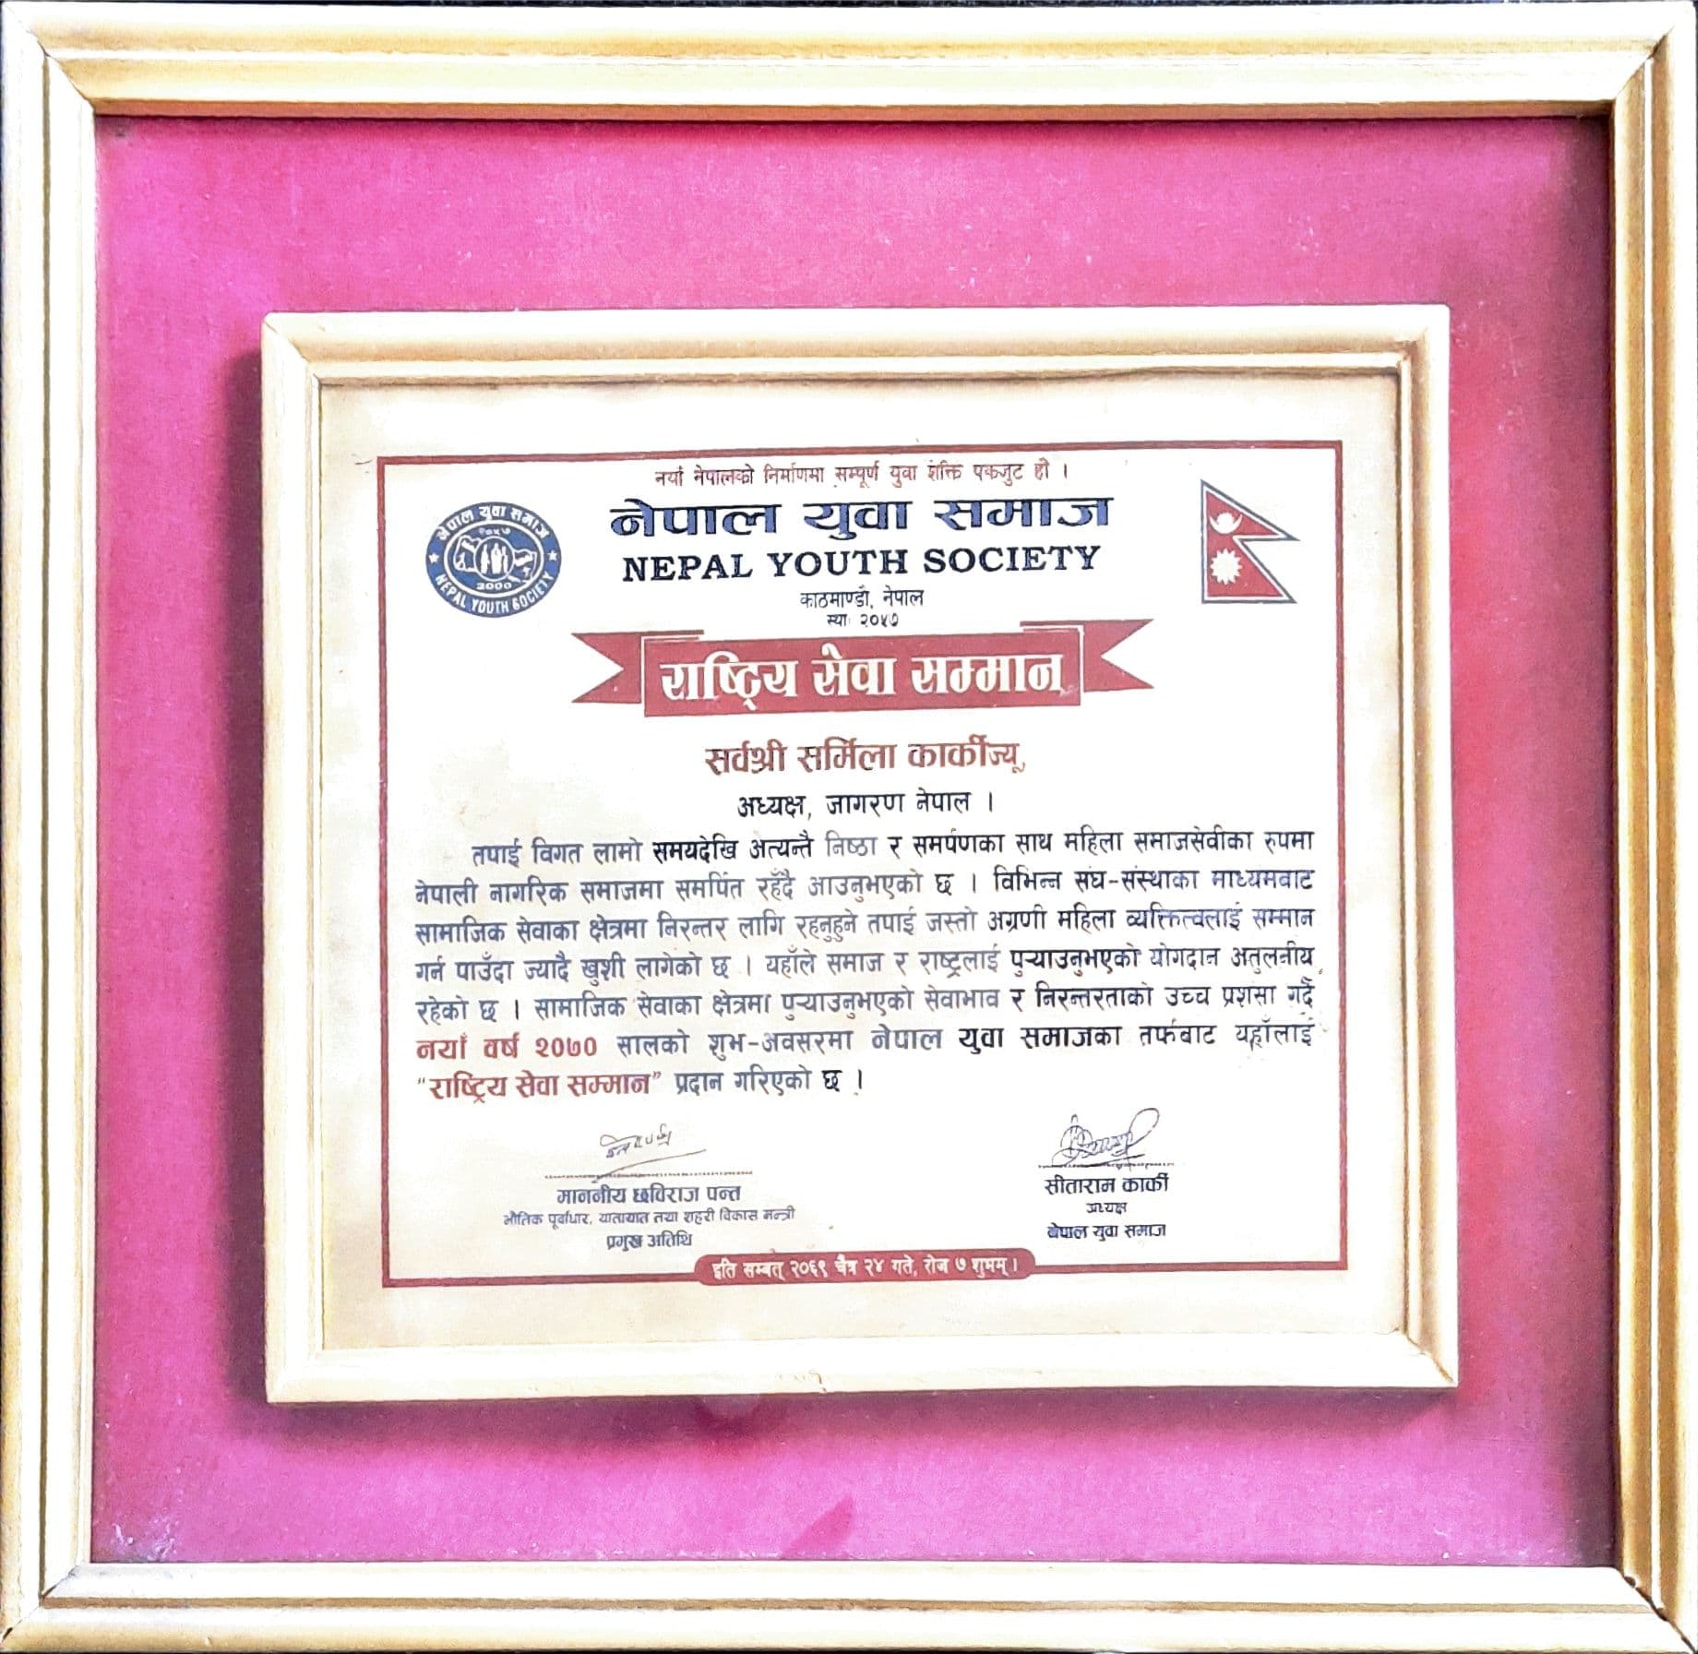 नयाँ नेपालको निर्माणमा सम्पूर्ण युवा शक्ति एकजुट हौं ।
नेपाल युवा समाज
NEPAL YOUTH SOCIETY
काठमाण्डौं, नेपाल
स्था: २०५७
नेपाल युवा समाज
२०५७
2000
NEPAL YOUTH SOCIETY
राष्ट्रिय सेवा सम्मान
सर्वश्री सर्मिला कार्कीज्यू,
अध्यक्ष, जागरण नेपाल ।
तपाई विगत लामो समयदेखि अत्यन्तै निष्ठा र समर्पणका साथ महिला समाजसेवीका रुपमा
नेपाली नागरिक समाजमा समर्पित रहँदै आउनुभएको छ । विभिन्न संघ-संस्थाका माध्यमबाट
सामाजिक सेवाका क्षेत्रमा निरन्तर लागि रहनुहुने तपाई जस्तो अग्रणी महिला व्यक्तित्वलाई सम्मान
गर्न पाउँदा ज्यादै खुशी लागेको छ । यहाँले समाज र राष्ट्रलाई पुऱ्याउनुभएको योगदान अतुलनीय
रहेको छ । सामाजिक सेवाका क्षेत्रमा पुऱ्याउनुभएको सेवाभाव र निरन्तरताको उच्च प्रशंसा गर्दै
नयाँ वर्ष २०७० सालको शुभ-अवसरमा नेपाल युवा समाजका तर्फबाट यहाँलाई
"राष्ट्रिय सेवा सम्मान" प्रदान गरिएको छ ।
माननीय छविराज पन्त
भौतिक पूर्वाधार, यातायात तथा शहरी विकास मन्त्री
प्रमुख अतिथि
सीताराम कार्की
अध्यक्ष
नेपाल युवा समाज
इति सम्बत् २०६९ चैत्र २४ गते, रोज ७ शुभम् ।